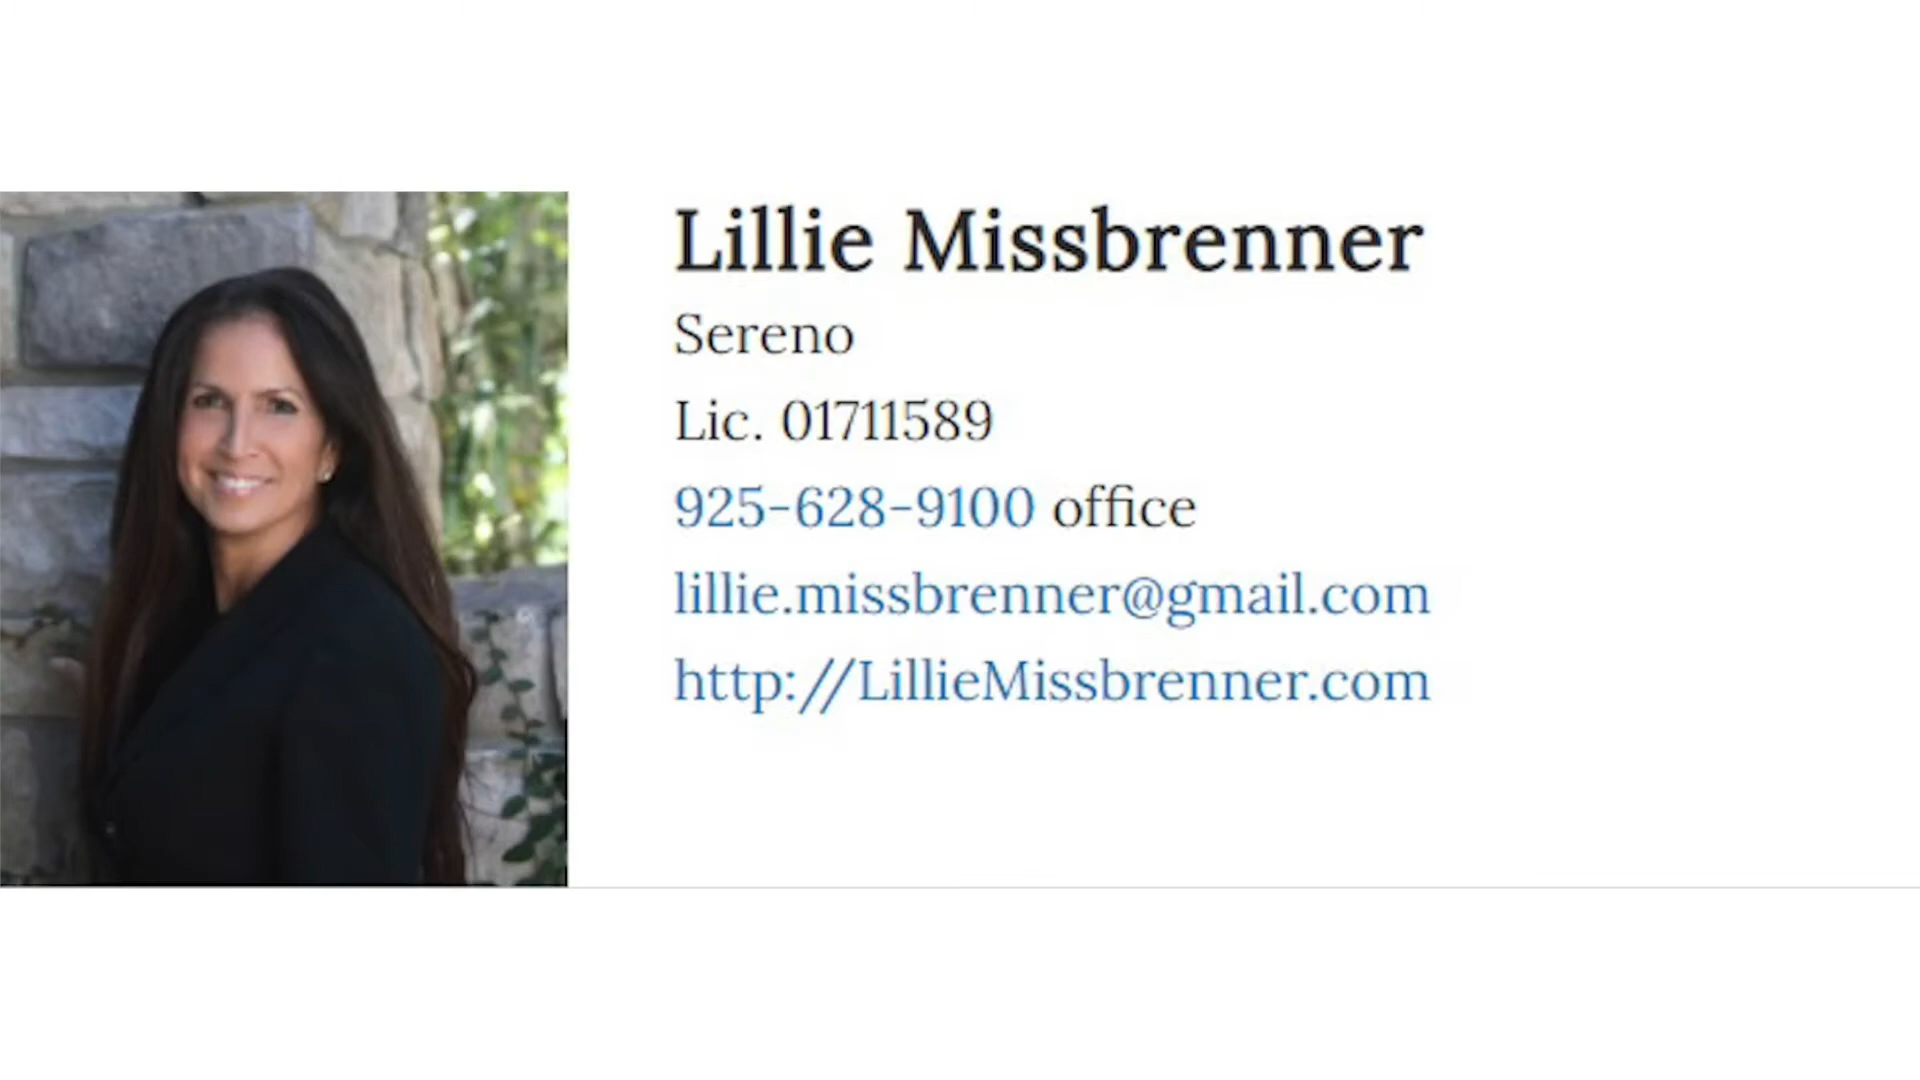 Lillie Missbrenner
Sereno
Lic. 01711589
925-628-9100 office
lillie.missbrenner@gmail.com
http://LillieMissbrenner.com